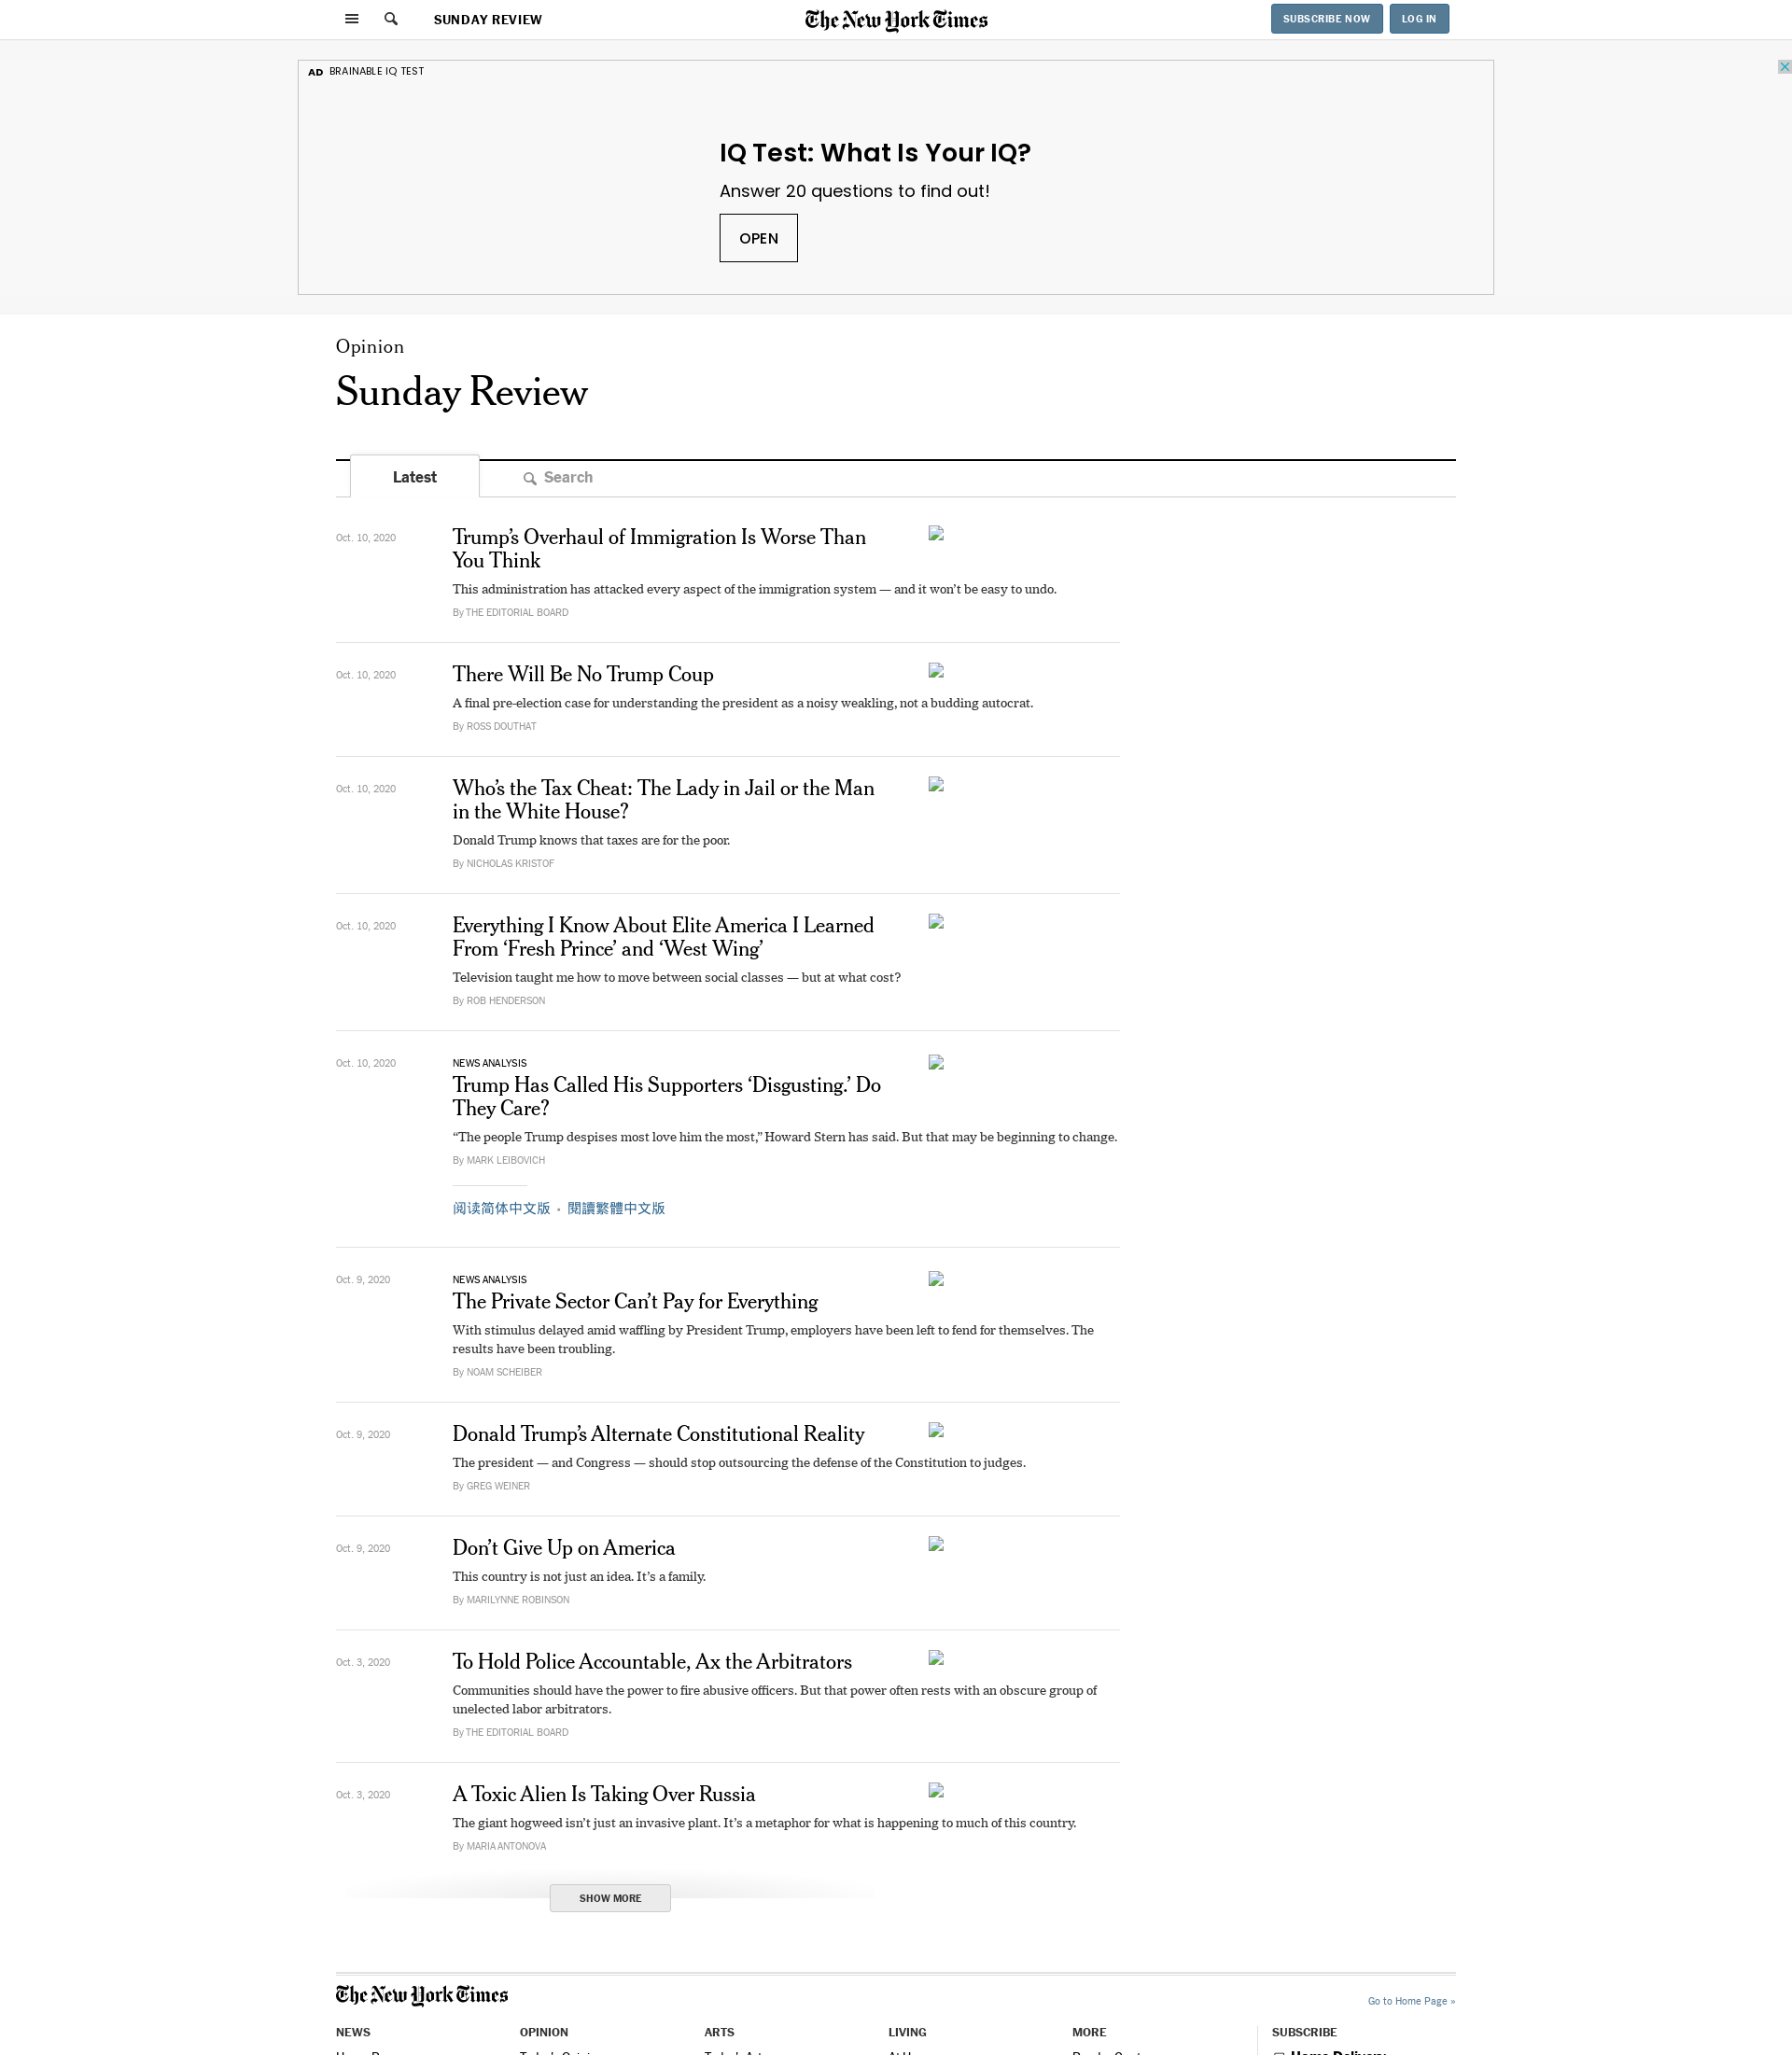 SUNDAY REVIEW
The New York Times
SUBSCRIBE NOW
LOG IN
AD BRAINABLE IQ TEST
IQ Test: What Is Your IQ?
Answer 20 questions to find out!
OPEN
Opinion
Sunday Review
Latest
Search
Oct. 10, 2020
Trump’s Overhaul of Immigration Is Worse Than
You Think
This administration has attacked every aspect of the immigration system — and it won’t be easy to undo.
By THE EDITORIAL BOARD
Oct. 10, 2020
There Will Be No Trump Coup
A final pre-election case for understanding the president as a noisy weakling, not a budding autocrat.
By ROSS DOUTHAT
Oct. 10, 2020
Who’s the Tax Cheat: The Lady in Jail or the Man
in the White House?
Donald Trump knows that taxes are for the poor.
By NICHOLAS KRISTOF
Oct. 10, 2020
Everything I Know About Elite America I Learned
From ‘Fresh Prince’ and ‘West Wing’
Television taught me how to move between social classes — but at what cost?
By ROB HENDERSON
Oct. 10, 2020
NEWS ANALYSIS
Trump Has Called His Supporters ‘Disgusting.’ Do
They Care?
“The people Trump despises most love him the most,” Howard Stern has said. But that may be beginning to change.
By MARK LEIBOVICH
阅读简体中文版 • 閱讀繁體中文版
Oct. 9, 2020
NEWS ANALYSIS
The Private Sector Can’t Pay for Everything
With stimulus delayed amid waffling by President Trump, employers have been left to fend for themselves. The
results have been troubling.
By NOAM SCHEIBER
Oct. 9, 2020
Donald Trump’s Alternate Constitutional Reality
The president — and Congress — should stop outsourcing the defense of the Constitution to judges.
By GREG WEINER
Oct. 9, 2020
Don’t Give Up on America
This country is not just an idea. It’s a family.
By MARILYNNE ROBINSON
Oct. 3, 2020
To Hold Police Accountable, Ax the Arbitrators
Communities should have the power to fire abusive officers. But that power often rests with an obscure group of
unelected labor arbitrators.
By THE EDITORIAL BOARD
Oct. 3, 2020
A Toxic Alien Is Taking Over Russia
The giant hogweed isn’t just an invasive plant. It’s a metaphor for what is happening to much of this country.
By MARIA ANTONOVA
SHOW MORE
The New York Times
Go to Home Page »
NEWS
OPINION
ARTS
LIVING
MORE
SUBSCRIBE